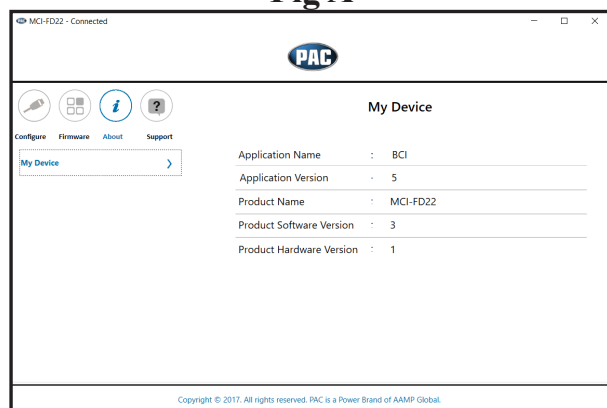 Fig A
PAC MCI-FD22 - Connected
PAC
Configure Firmware About Support
My Device
My Device
Application Name : BCI
Application Version : 5
Product Name : MCI-FD22
Product Software Version : 3
Product Hardware Version : 1
Copyright © 2017. All rights reserved. PAC is a Power Brand of AAMP Global.